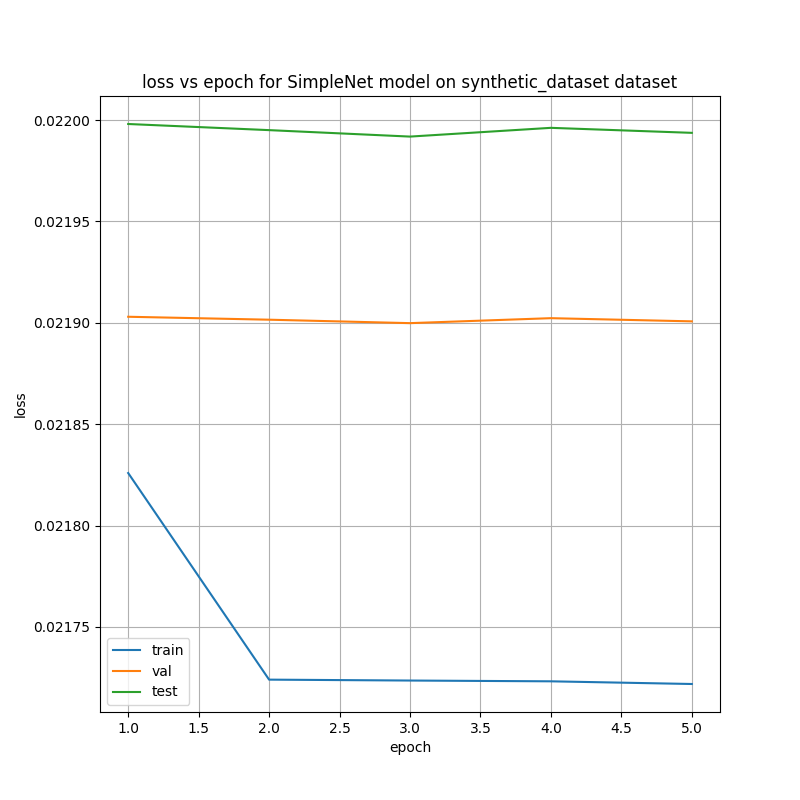 loss vs epoch for SimpleNet model on synthetic_dataset dataset
0.02200
0.02195
0.02190
0.02185
0.02180
0.02175
loss
train
val
test
1.0 1.5 2.0 2.5 3.0 3.5 4.0 4.5 5.0
epoch